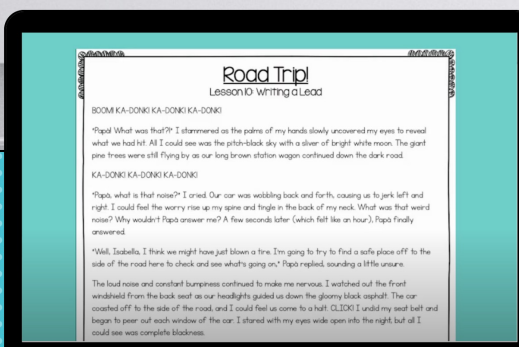 Road Trip!
Lesson 10: Writing a Lead
BOOM! KA-DONK! KA-DONK! KA-DONK!
"Papá! What was that?!" I stammered as the palms of my hands slowly uncovered my eyes to reveal
what we had hit. All I could see was the pitch-black sky with a sliver of bright white moon. The giant
pine trees were still flying by as our long brown station wagon continued down the dark road.
KA-DONK! KA-DONK! KA-DONK!
"Papá, what is that noise?" I cried. Our car was wobbling back and forth, causing us to jerk left and
right. I could feel the worry rise up my spine and tingle in the back of my neck. What was that weird
noise? Why wouldn't Papá answer me? A few seconds later (which felt like an hour), Papá finally
answered.
"Well, Isabella, I think we might have just blown a tire. I'm going to try to find a safe place off to the
side of the road here to check and see what's going on," Papá replied, sounding a little unsure.
The loud noise and constant bumpiness continued to make me nervous. I watched out the front
windshield from the back seat as our headlights guided us down the gloomy black asphalt. The car
coasted off to the side of the road, and I could feel us come to a halt. CLICK! I undid my seat belt and
began to peer out each window of the car. I stared with my eyes wide open into the night, but all I
could see was complete blackness.